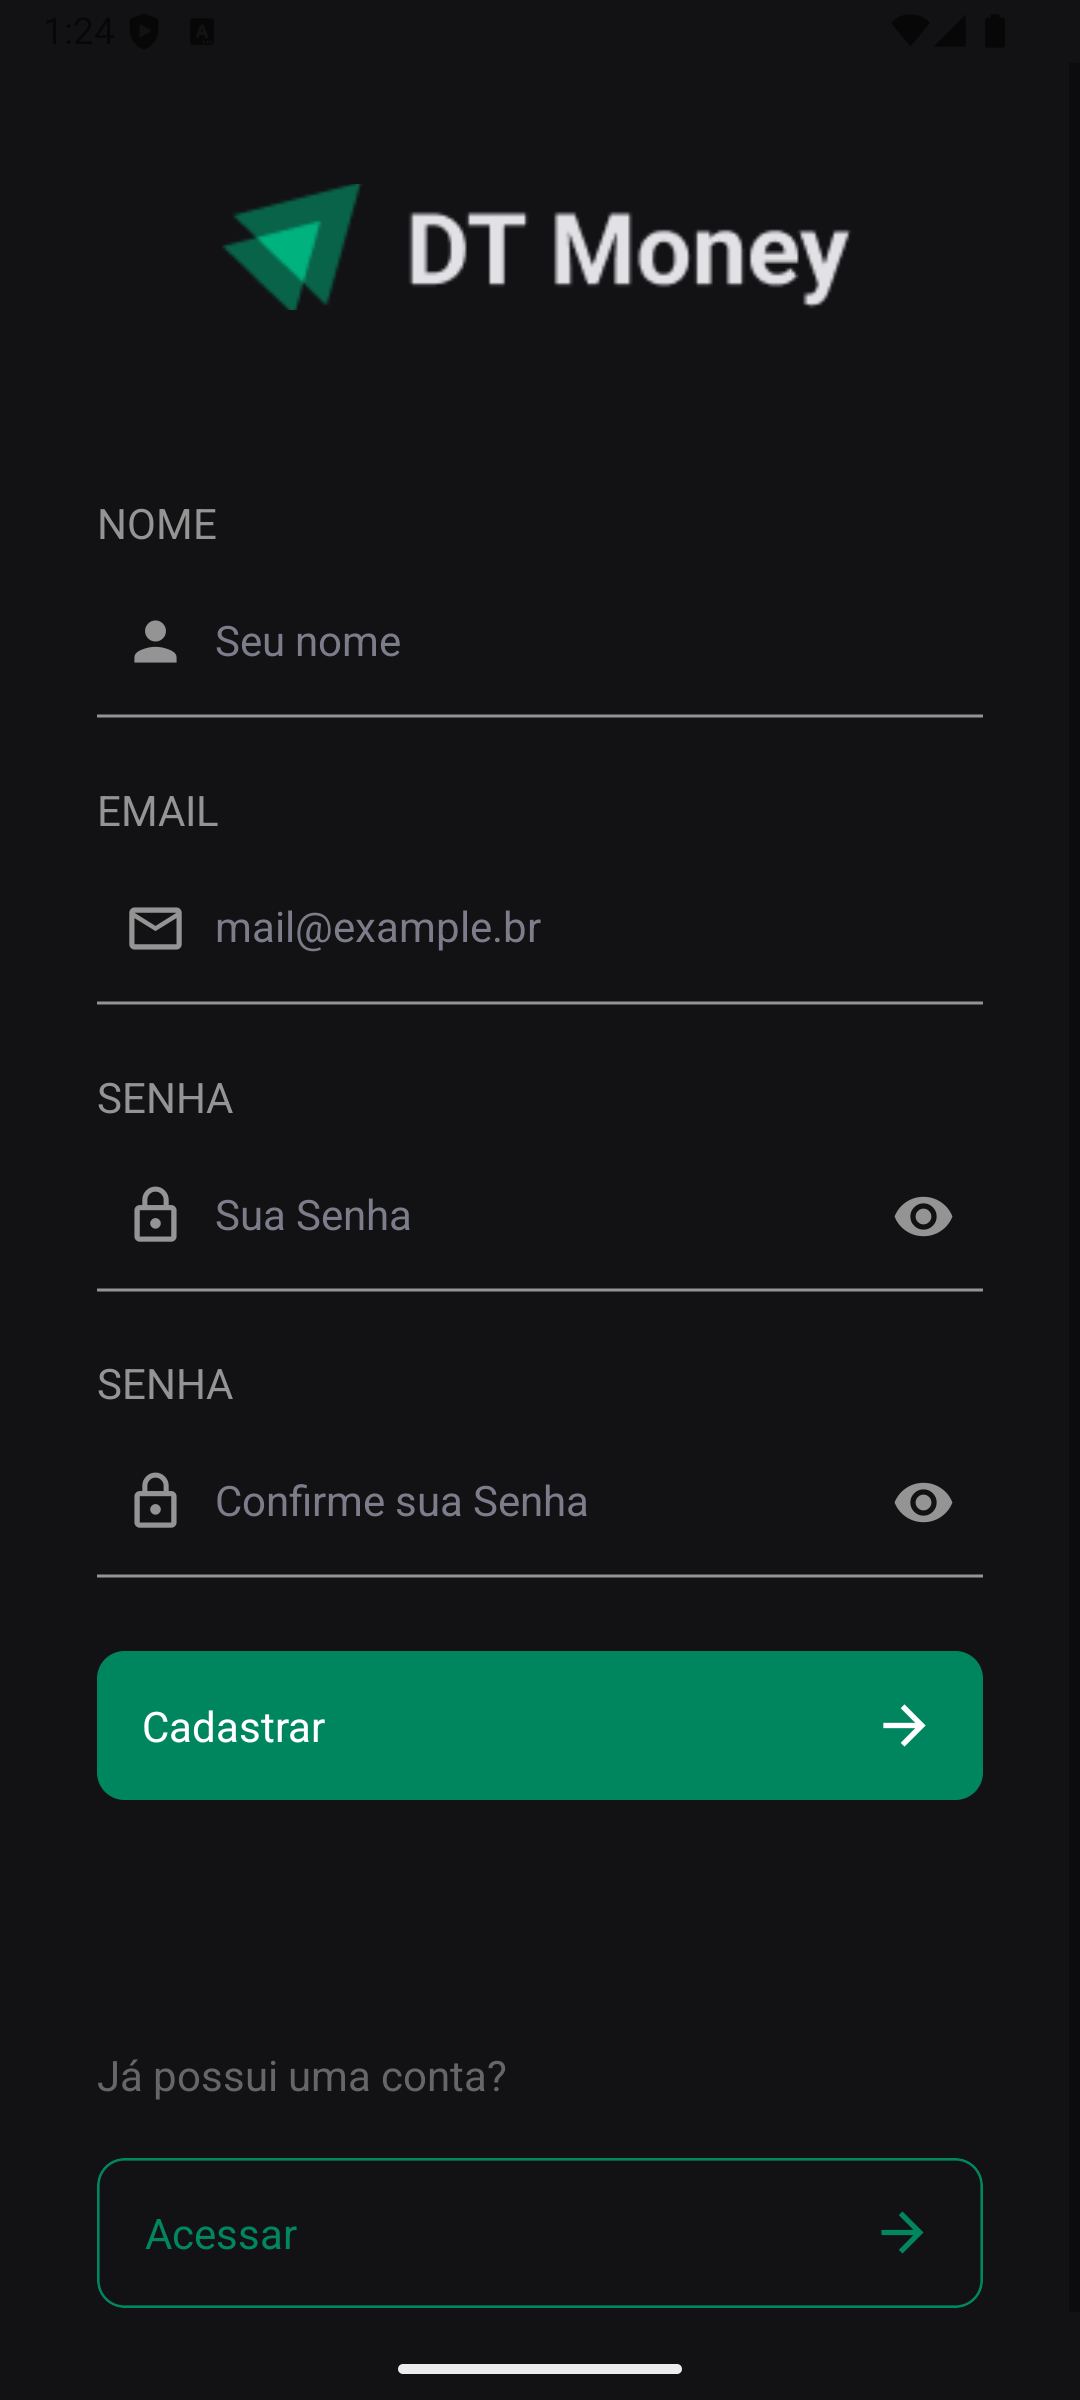 1:24
DT Money
NOME
Seu nome
EMAIL
mail@example.br
SENHA
Sua Senha
SENHA
Confirme sua Senha
Cadastrar
Já possui uma conta?
Acessar